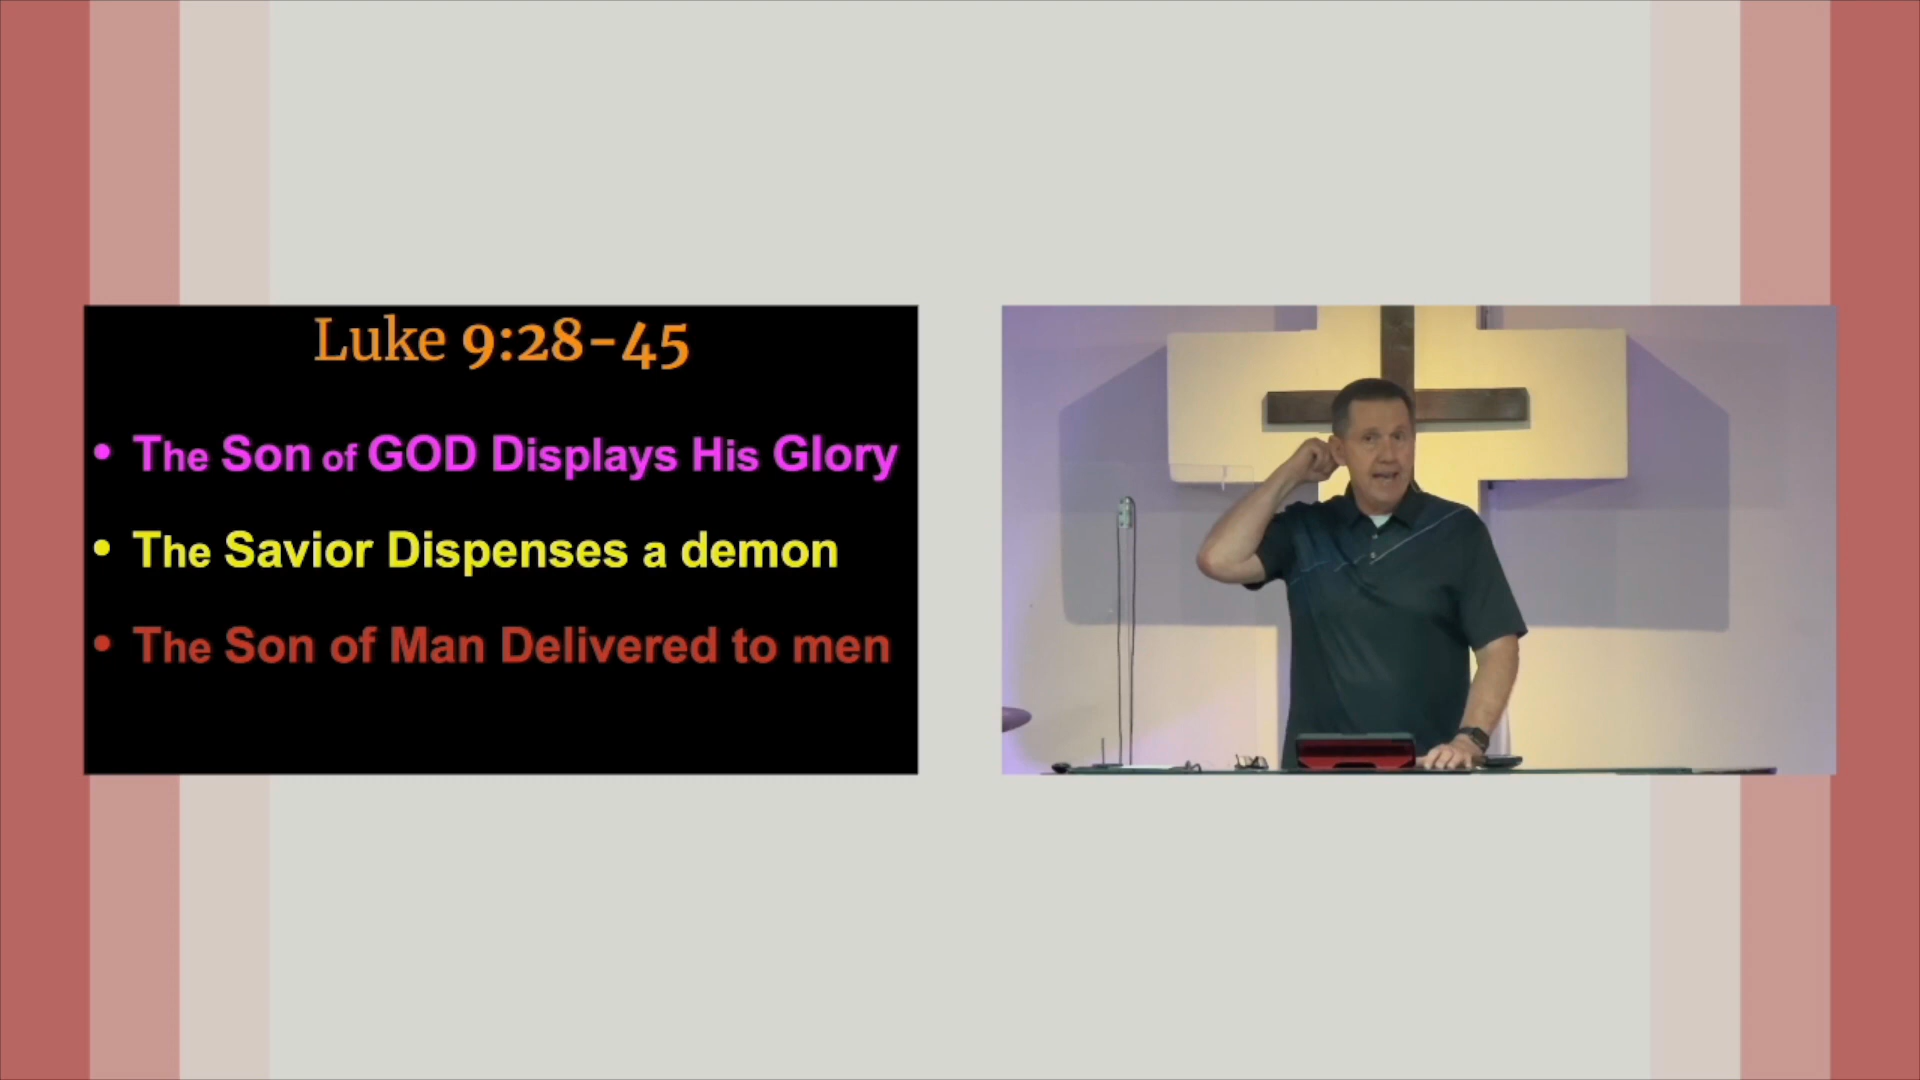 Luke 9:28-45
• The Son of GOD Displays His Glory
• The Savior Dispenses a demon
• The Son of Man Delivered to men